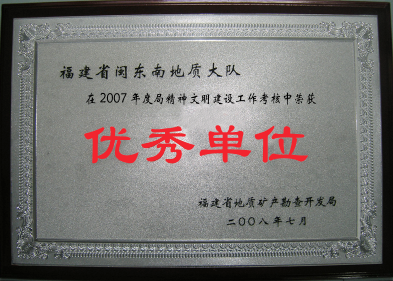 福建省闽东南地质大队
在2007年度局精神文明建设工作考核中荣获
优秀单位
福建省地质矿产勘查开发局
二〇〇八年七月